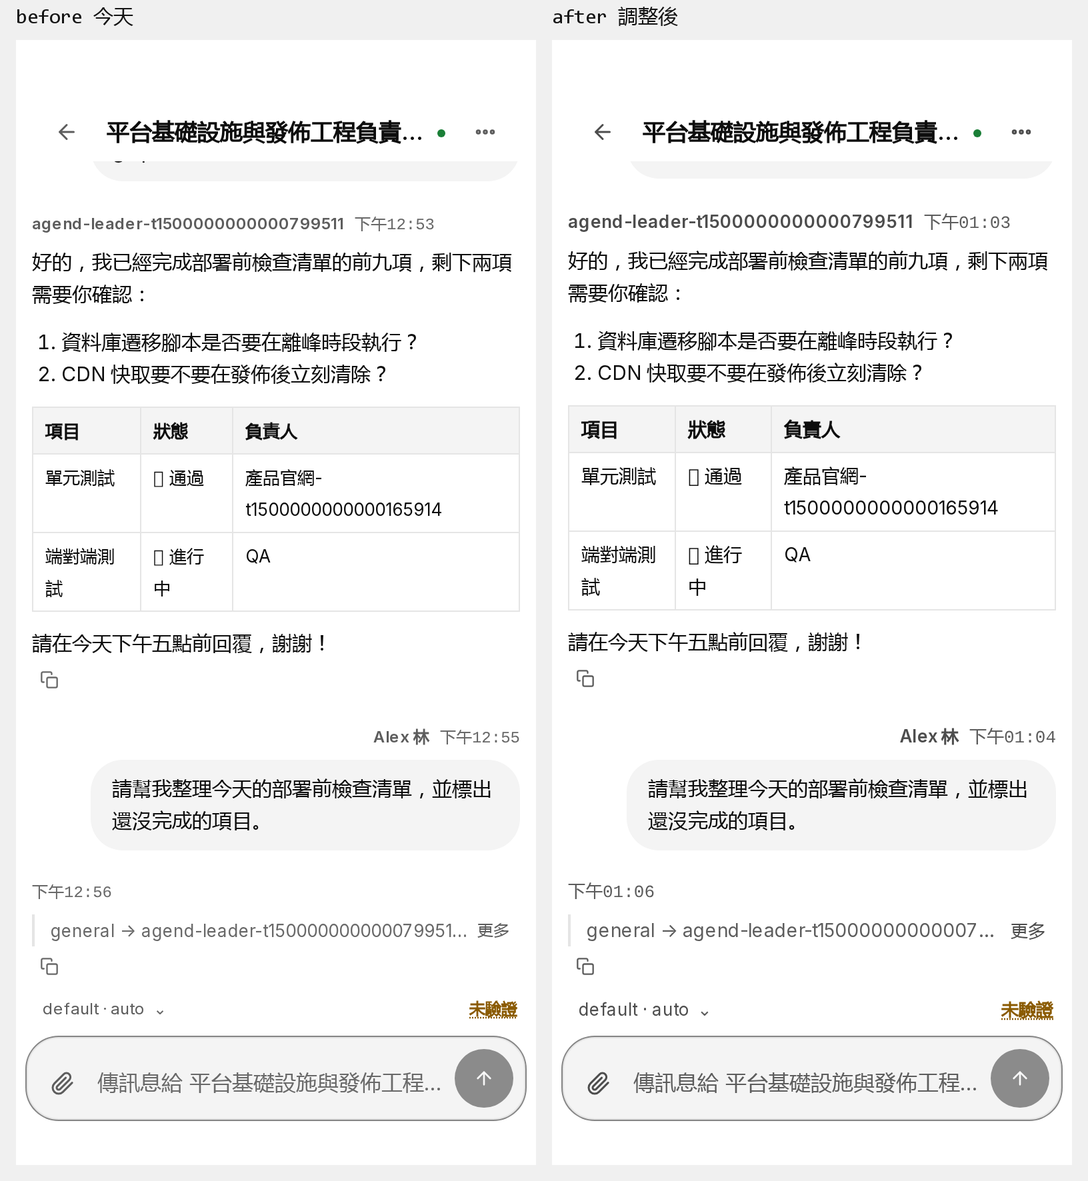 before 今天
平台基礎設施與發佈工程負責…
agend-leader-t1500000000000799511 下午12:53
好的，我已經完成部署前檢查清單的前九項，剩下兩項
需要你確認：
1. 資料庫遷移腳本是否要在離峰時段執行？
2. CDN 快取要不要在發佈後立刻清除？
項目 狀態 負責人
單元測試 通過 產品官網-
t1500000000000165914
端對端測 進行 QA
試 中
請在今天下午五點前回覆，謝謝！
Alex 林 下午12:55
請幫我整理今天的部署前檢查清單，並標出
還沒完成的項目。
下午12:56
general → agend-leader-t150000000000079951… 更多
default · auto 未驗證
傳訊息給 平台基礎設施與發佈工程…
after 調整後
平台基礎設施與發佈工程負責…
agend-leader-t1500000000000799511 下午01:03
好的，我已經完成部署前檢查清單的前九項，剩下兩項
需要你確認：
1. 資料庫遷移腳本是否要在離峰時段執行？
2. CDN 快取要不要在發佈後立刻清除？
項目 狀態 負責人
單元測試 通過 產品官網-
t1500000000000165914
端對端測 進行 QA
試 中
請在今天下午五點前回覆，謝謝！
Alex 林 下午01:04
請幫我整理今天的部署前檢查清單，並標出
還沒完成的項目。
下午01:06
general → agend-leader-t15000000000007… 更多
default · auto 未驗證
傳訊息給 平台基礎設施與發佈工程…